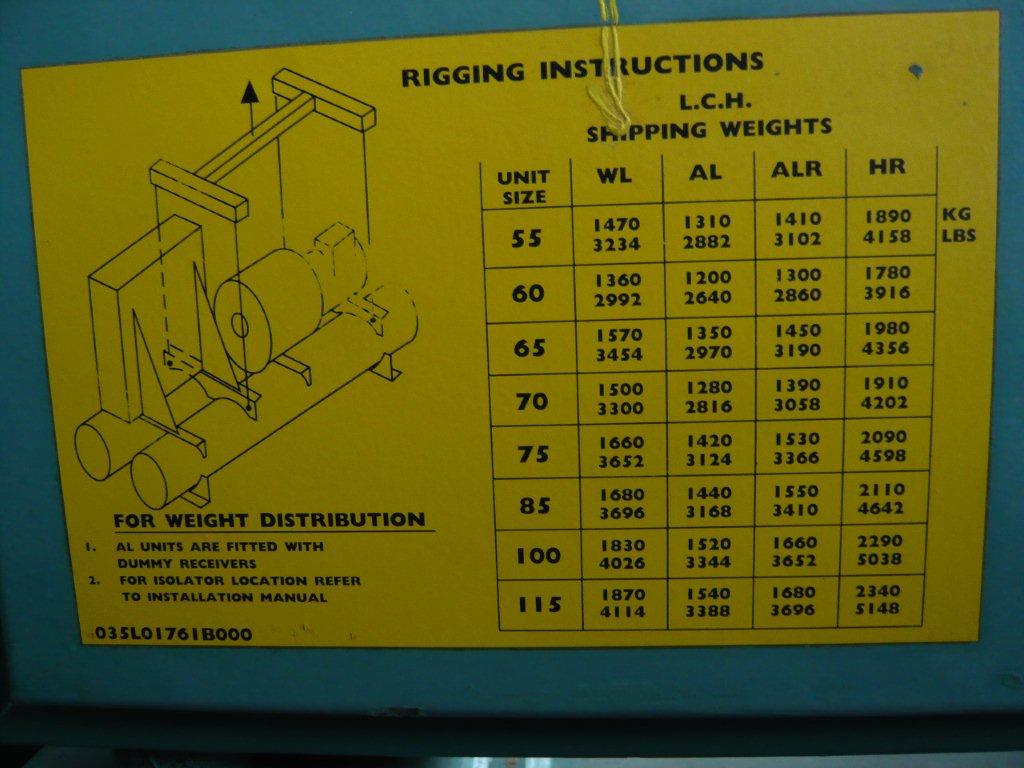 RIGGING INSTRUCTIONS
L.C.H.
SHIPPING WEIGHTS
UNIT SIZE WL AL ALR HR
55 1470 1310 1410 1890 KG
3234 2882 3102 4158 LBS
60 1360 1200 1300 1780
2992 2640 2860 3916
65 1570 1350 1450 1980
3454 2970 3190 4356
70 1500 1280 1390 1910
3300 2816 3058 4202
75 1660 1420 1530 2090
3652 3124 3366 4598
85 1680 1440 1550 2110
3696 3168 3410 4642
100 1830 1520 1660 2290
4026 3344 3652 5038
115 1870 1540 1680 2340
4114 3388 3696 5148
FOR WEIGHT DISTRIBUTION
1. AL UNITS ARE FITTED WITH
DUMMY RECEIVERS
2. FOR ISOLATOR LOCATION REFER
TO INSTALLATION MANUAL
035L01761B000